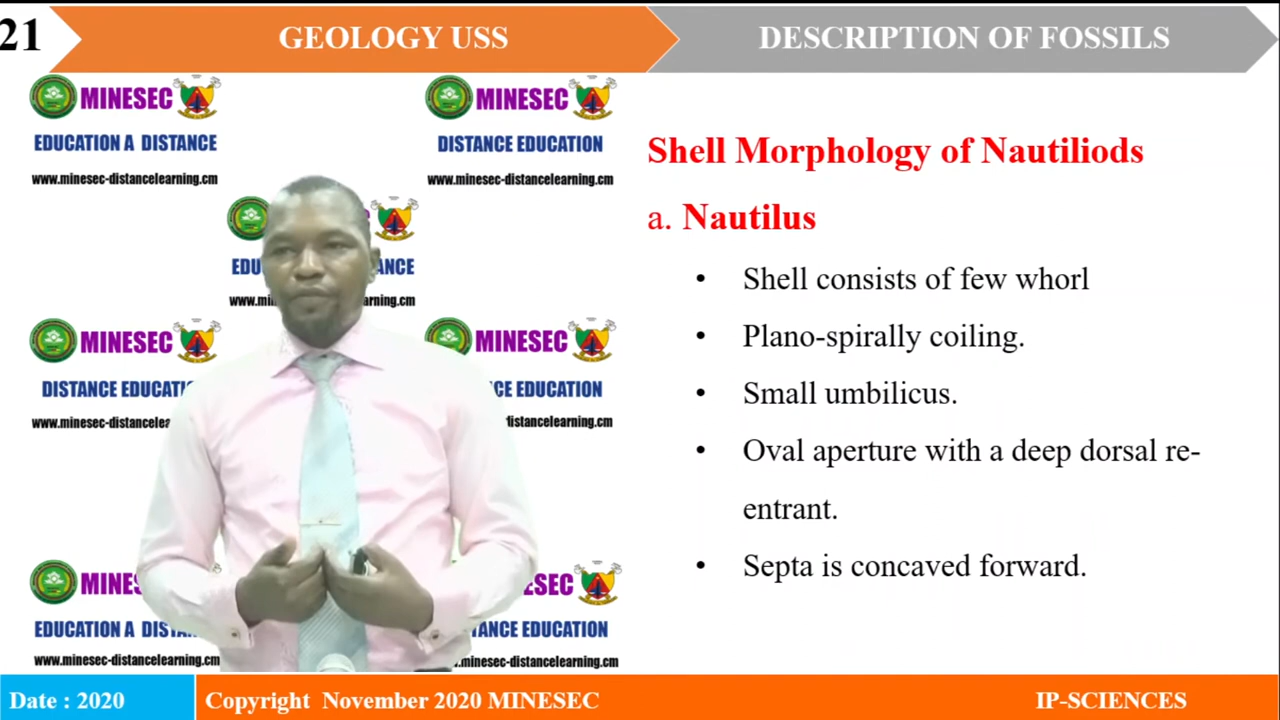 21
GEOLOGY USS
DESCRIPTION OF FOSSILS
MINESEC
EDUCATION A DISTANCE
www.minesec-distancelearning.cm
MINESEC
DISTANCE EDUCATION
www.minesec-distancelearning.cm
MINESEC
DISTANCE EDUCATION
MINESEC
EDUCATION A
www.minesec-distancelearning.cm
Shell Morphology of Nautiliods
a. Nautilus
• Shell consists of few whorl
• Plano-spirally coiling.
• Small umbilicus.
• Oval aperture with a deep dorsal re-
entrant.
• Septa is concaved forward.
Date : 2020
Copyright November 2020 MINESEC
IP-SCIENCES